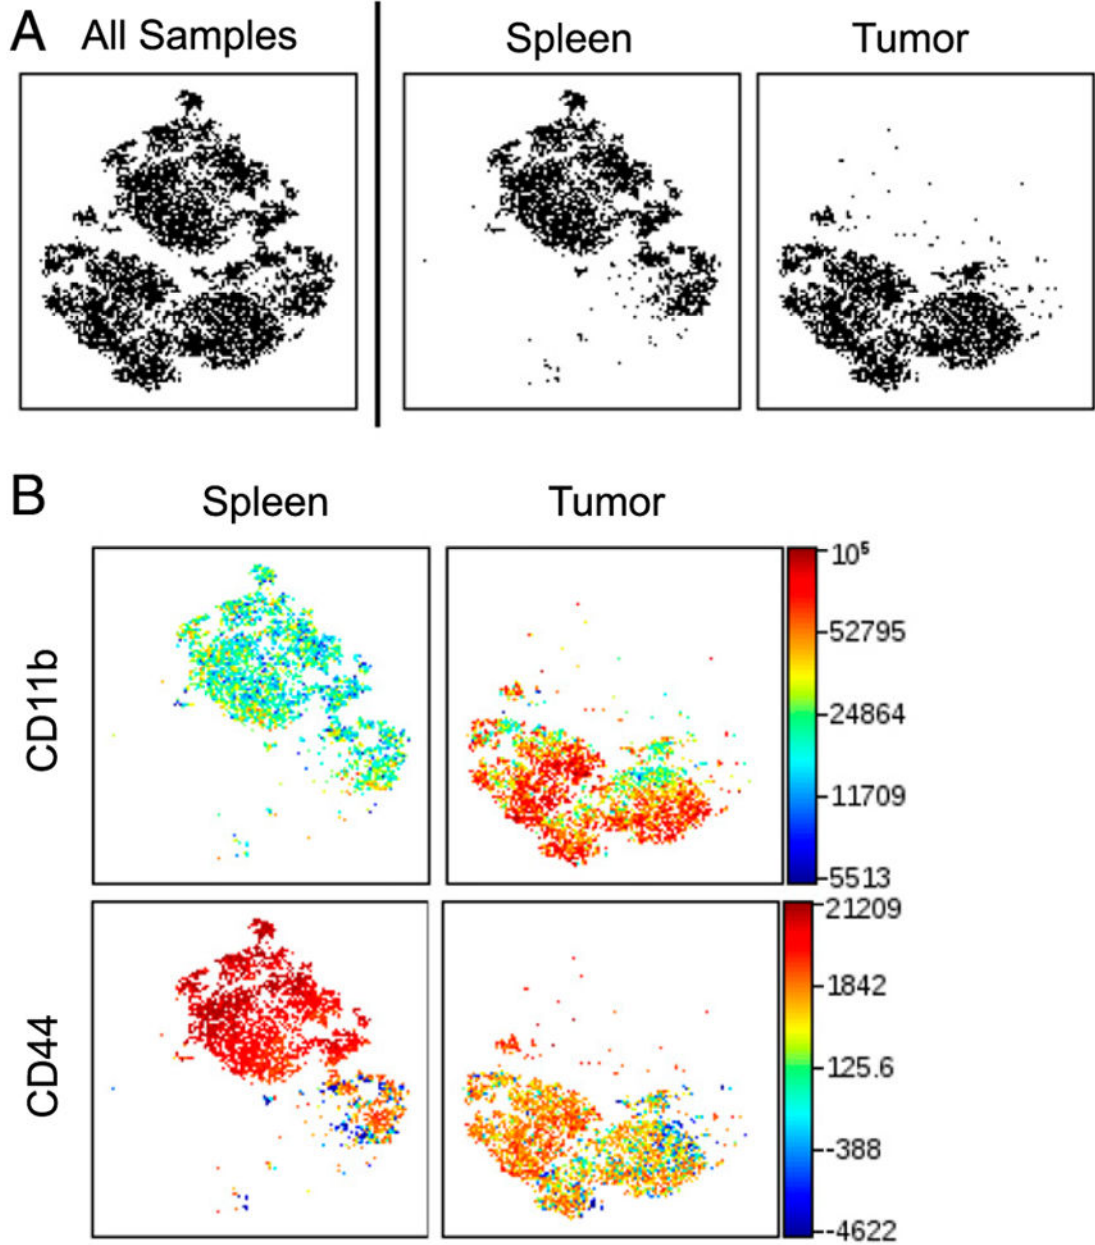 A All Samples Spleen Tumor
B Spleen Tumor
CD11b
10⁵
52795
24864
11709
5513
CD44
21209
1842
125.6
-388
-4622